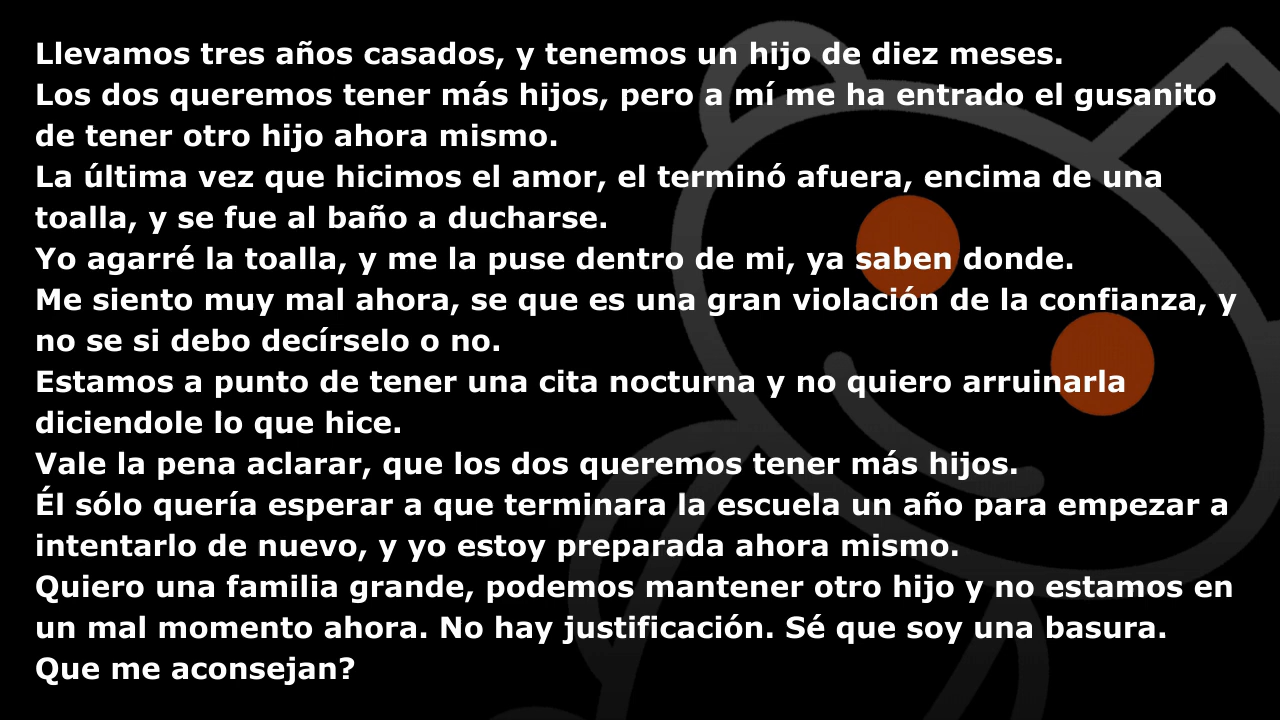 Llevamos tres años casados, y tenemos un hijo de diez meses.
Los dos queremos tener más hijos, pero a mí me ha entrado el gusanito
de tener otro hijo ahora mismo.
La última vez que hicimos el amor, el terminó afuera, encima de una
toalla, y se fue al baño a ducharse.
Yo agarré la toalla, y me la puse dentro de mi, ya saben donde.
Me siento muy mal ahora, se que es una gran violación de la confianza, y
no se si debo decírselo o no.
Estamos a punto de tener una cita nocturna y no quiero arruinarla
diciendole lo que hice.
Vale la pena aclarar, que los dos queremos tener más hijos.
Él sólo quería esperar a que terminara la escuela un año para empezar a
intentarlo de nuevo, y yo estoy preparada ahora mismo.
Quiero una familia grande, podemos mantener otro hijo y no estamos en
un mal momento ahora. No hay justificación. Sé que soy una basura.
Que me aconsejan?